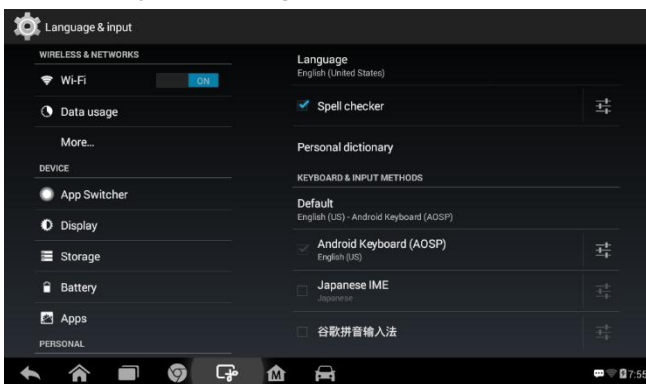 Language & input
WIRELESS & NETWORKS
Wi-Fi
ON
Data usage
More...
DEVICE
App Switcher
Display
Storage
Battery
Apps
PERSONAL
Language
English (United States)
Spell checker
Personal dictionary
KEYBOARD & INPUT METHODS
Default
English (US) - Android Keyboard (AOSP)
Android Keyboard (AOSP)
English (US)
Japanese IME
Japanese
谷歌拼音输入法
7:55